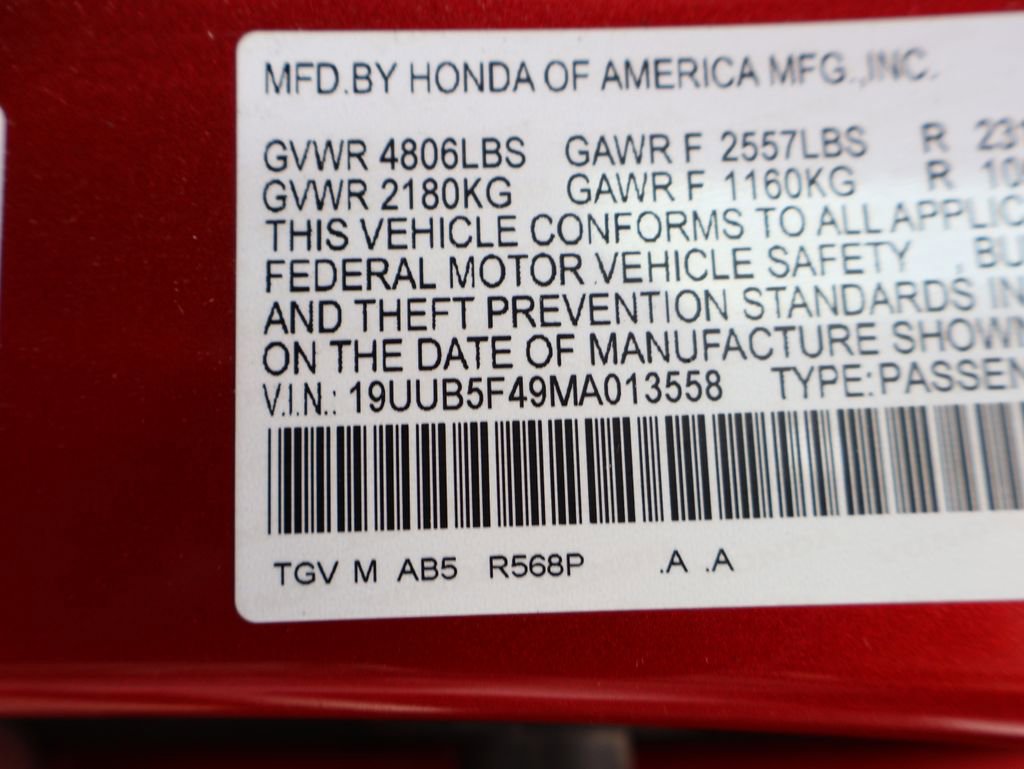 MFD.BY HONDA OF AMERICA MFG.,INC.
GVWR 4806LBS GAWR F 2557LBS R
GVWR 2180KG GAWR F 1160KG R
THIS VEHICLE CONFORMS TO ALL
FEDERAL MOTOR VEHICLE SAFETY ,
AND THEFT PREVENTION STANDARDS IN
ON THE DATE OF MANUFACTURE SHOWN
V.I.N.: 19UUB5F49MA013558 TYPE:
TGV M AB5 R568P .A .A